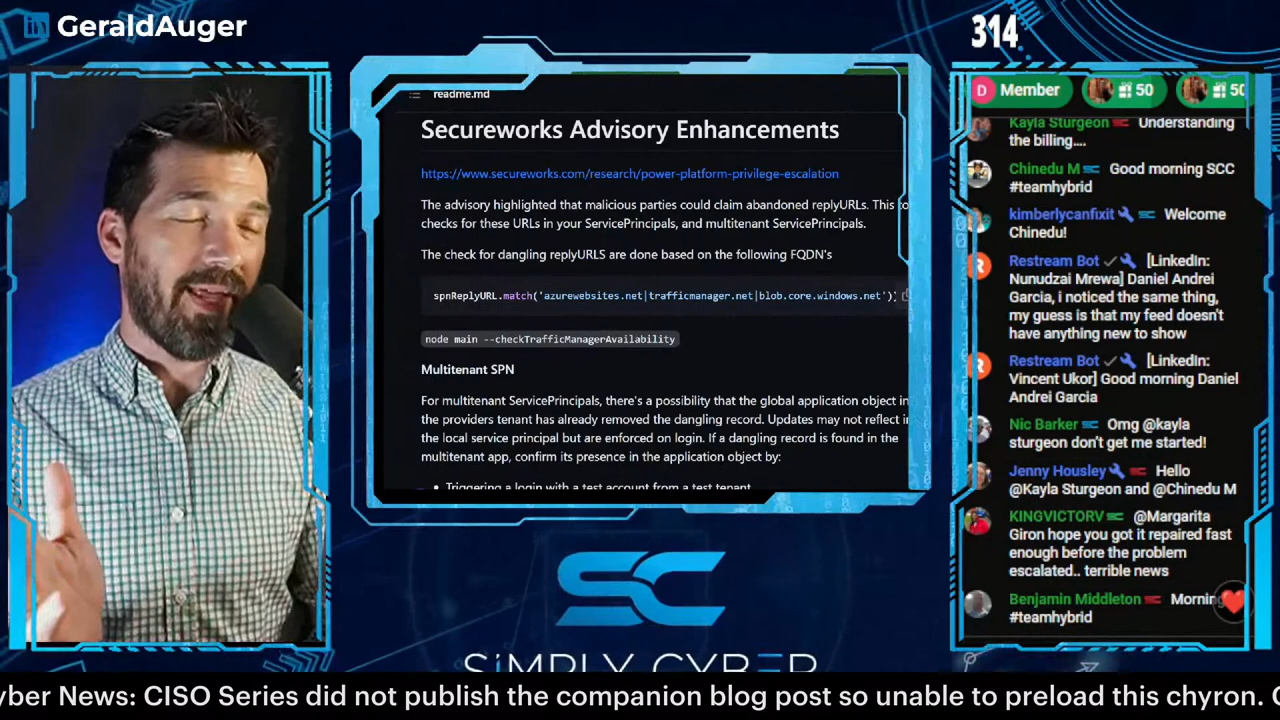 in GeraldAuger
314
readme.md
Secureworks Advisory Enhancements
https://www.secureworks.com/research/power-platform-privilege-escalation
The advisory highlighted that malicious parties could claim abandoned replyURLs. This
checks for these URLs in your ServicePrincipals, and multitenant ServicePrincipals.
The check for dangling replyURLS are done based on the following FQDN's
spnReplyURL.match('azurewebsites.net|trafficmanager.net|blob.core.windows.net')
node main --checkTrafficManagerAvailability
Multitenant SPN
For multitenant ServicePrincipals, there's a possibility that the global application object in
the providers tenant has already removed the dangling record. Updates may not reflect
the local service principal but are enforced on login. If a dangling record is found in the
multitenant app, confirm its presence in the application object by:
• Triggering a login with a test account from a test tenant
D Member 50 50
Kayla Sturgeon Understanding
the billing....
Chinedu M Good morning SCC
#teamhybrid
kimberlycanfixit Welcome
Chinedu!
Restream Bot [LinkedIn:
Nunudzai Mrewa] Daniel Andrei
Garcia, i noticed the same thing,
my guess is that my feed doesn't
have anything new to show
Restream Bot [LinkedIn:
Vincent Ukor] Good morning Daniel
Andrei Garcia
Nic Barker Omg @kayla
sturgeon don't get me started!
Jenny Housley Hello
@Kayla Sturgeon and @Chinedu M
KINGVICTORV @Margarita
Giron hope you got it repaired fast
enough before the problem
escalated.. terrible news
Benjamin Middleton Mornin
#teamhybrid
SC
SIMPLY CYBER
yber News: CISO Series did not publish the companion blog post so unable to preload this chyron.